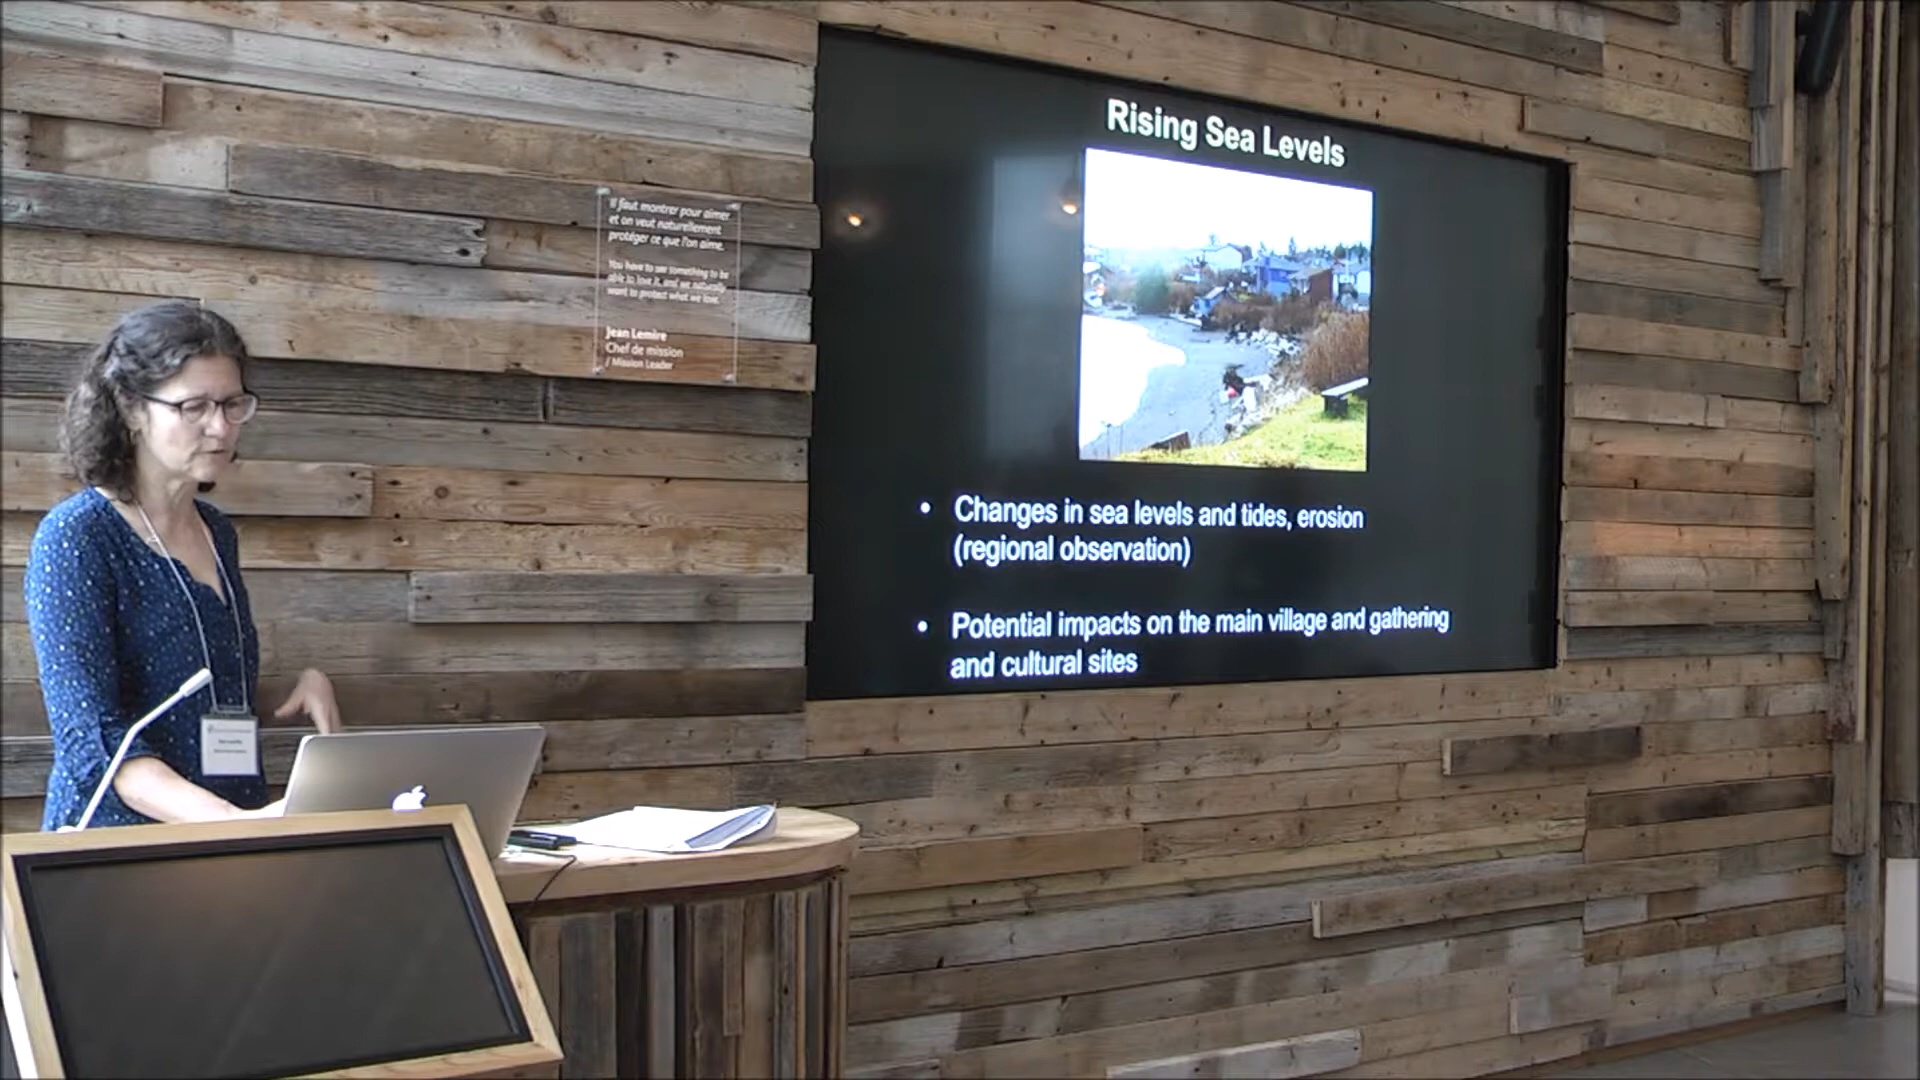 Il faut montrer pour aimer
et on veut naturellement
protéger ce que l'on aime.
You have to see something to be
able to love it, and we naturally
want to protect what we love.
Jean Lemire
Chef de mission
/ Mission Leader
Rising Sea Levels
• Changes in sea levels and tides, erosion
(regional observation)
• Potential impacts on the main village and gathering
and cultural sites